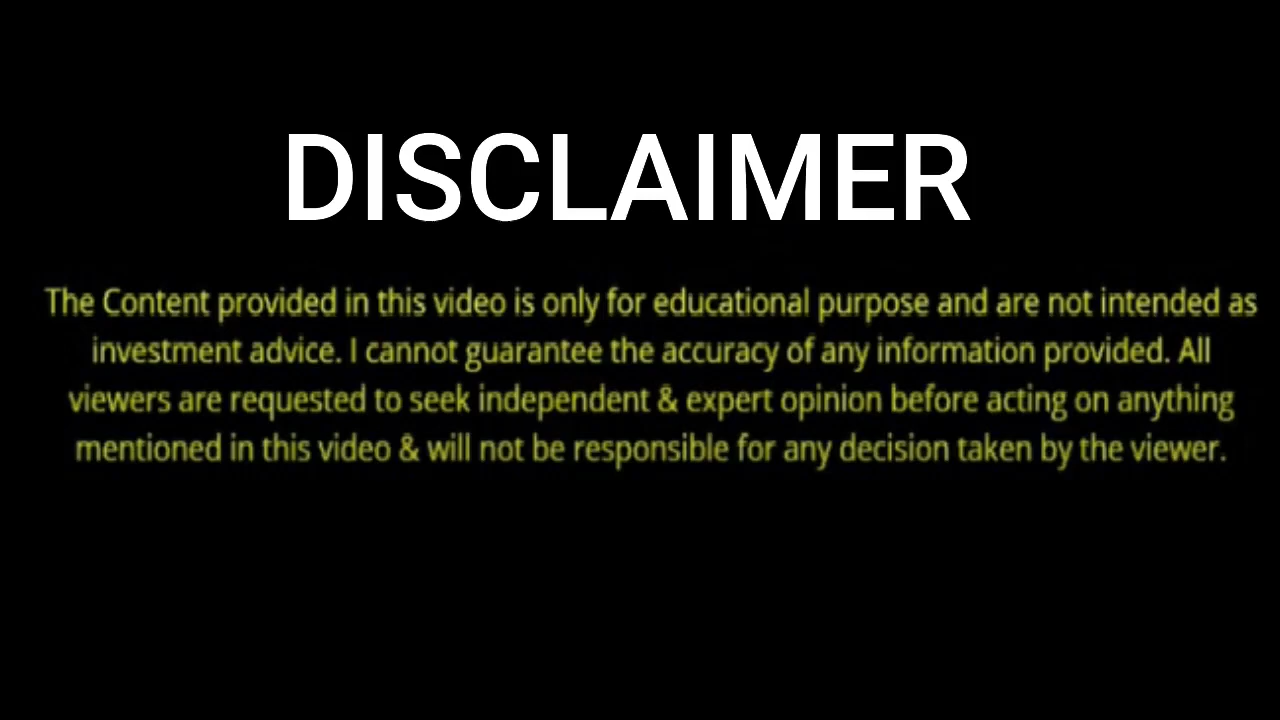 DISCLAIMER
The Content provided in this video is only for educational purpose and are not intended as
investment advice. I cannot guarantee the accuracy of any information provided. All
viewers are requested to seek independent & expert opinion before acting on anything
mentioned in this video & will not be responsible for any decision taken by the viewer.